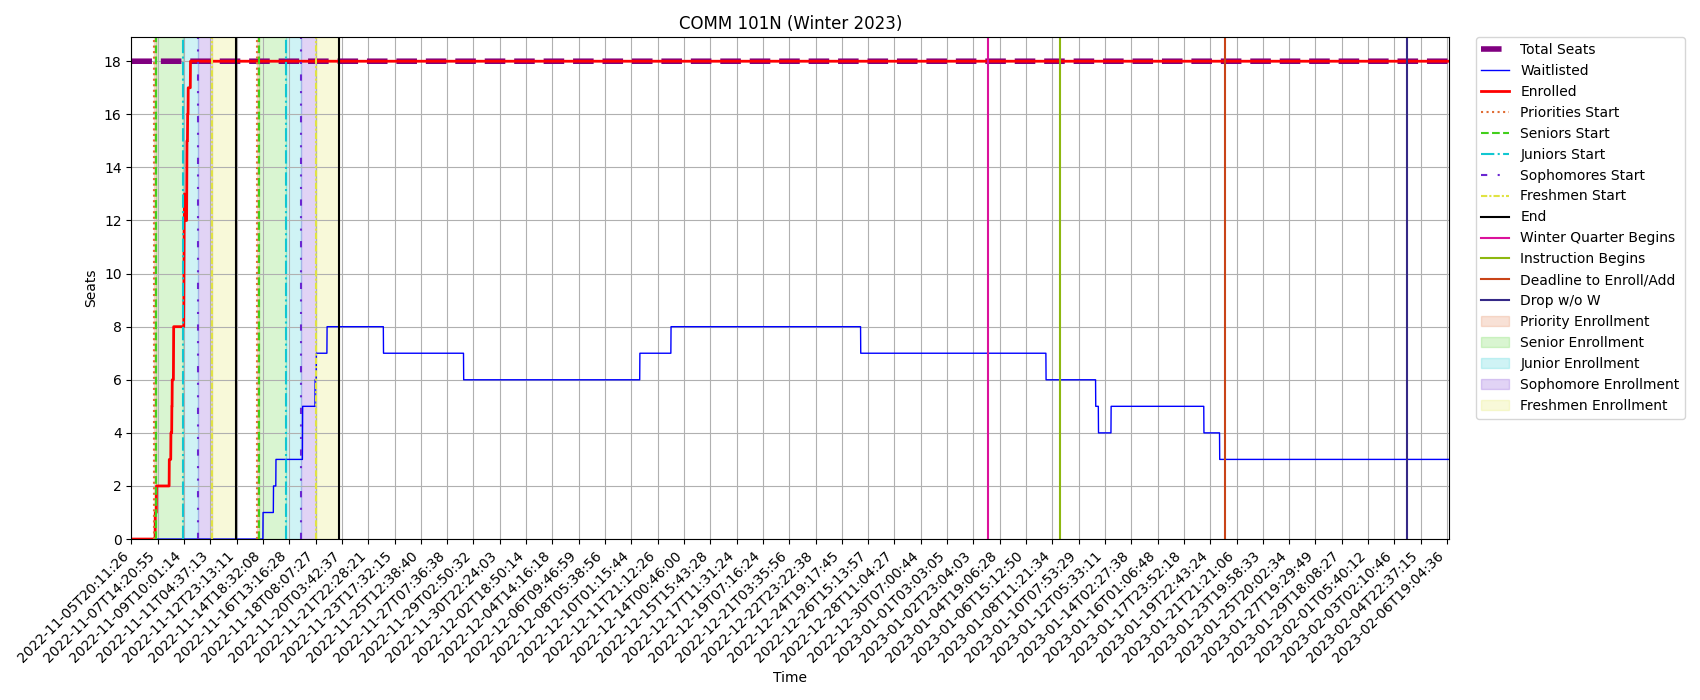 COMM 101N (Winter 2023)
Seats
18
16
14
12
10
8
6
4
2
0
2022-11-05T20:11:26
2022-11-07T14:20:55
2022-11-09T10:01:14
2022-11-11T04:37:13
2022-11-12T23:13:11
2022-11-14T18:32:08
2022-11-16T13:16:28
2022-11-18T08:07:27
2022-11-20T03:42:37
2022-11-21T22:28:21
2022-11-23T17:32:15
2022-11-25T12:38:40
2022-11-27T07:36:38
2022-11-29T02:50:32
2022-11-30T22:24:03
2022-12-02T18:50:14
2022-12-04T14:16:18
2022-12-06T09:46:59
2022-12-08T05:38:56
2022-12-10T01:15:44
2022-12-11T21:12:26
2022-12-14T00:46:00
2022-12-15T15:43:28
2022-12-17T11:31:24
2022-12-19T07:16:24
2022-12-21T03:35:56
2022-12-22T23:22:38
2022-12-24T19:17:45
2022-12-26T15:13:57
2022-12-28T11:04:27
2022-12-30T07:00:44
2023-01-01T03:03:05
2023-01-02T23:04:03
2023-01-04T19:06:28
2023-01-06T15:12:50
2023-01-08T11:21:34
2023-01-10T07:53:29
2023-01-12T05:33:11
2023-01-14T02:27:38
2023-01-16T01:06:48
2023-01-17T23:52:18
2023-01-19T22:43:24
2023-01-21T21:21:06
2023-01-23T19:58:33
2023-01-25T20:02:34
2023-01-27T19:29:49
2023-01-29T18:08:27
2023-02-01T05:40:12
2023-02-03T02:10:46
2023-02-04T22:37:15
2023-02-06T19:04:36
Time
Total Seats
Waitlisted
Enrolled
Priorities Start
Seniors Start
Juniors Start
Sophomores Start
Freshmen Start
End
Winter Quarter Begins
Instruction Begins
Deadline to Enroll/Add
Drop w/o W
Priority Enrollment
Senior Enrollment
Junior Enrollment
Sophomore Enrollment
Freshmen Enrollment